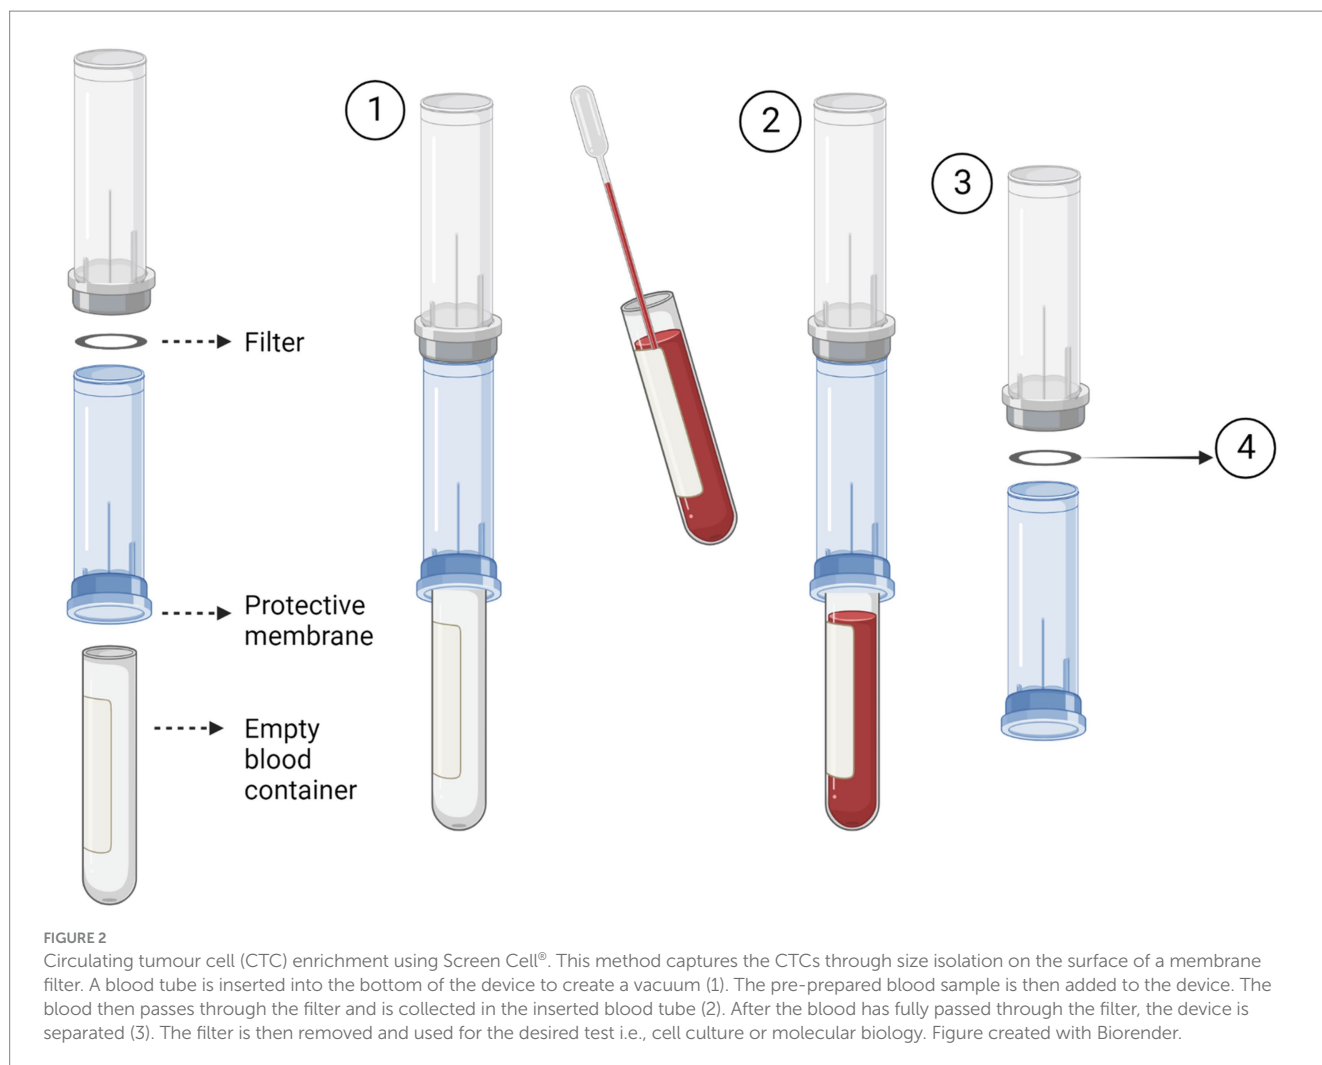 1
2
3
Filter
4
Protective
membrane
Empty
blood
container
FIGURE 2
Circulating tumour cell (CTC) enrichment using Screen Cell®. This method captures the CTCs through size isolation on the surface of a membrane
filter. A blood tube is inserted into the bottom of the device to create a vacuum (1). The pre-prepared blood sample is then added to the device. The
blood then passes through the filter and is collected in the inserted blood tube (2). After the blood has fully passed through the filter, the device is
separated (3). The filter is then removed and used for the desired test i.e., cell culture or molecular biology. Figure created with Biorender.